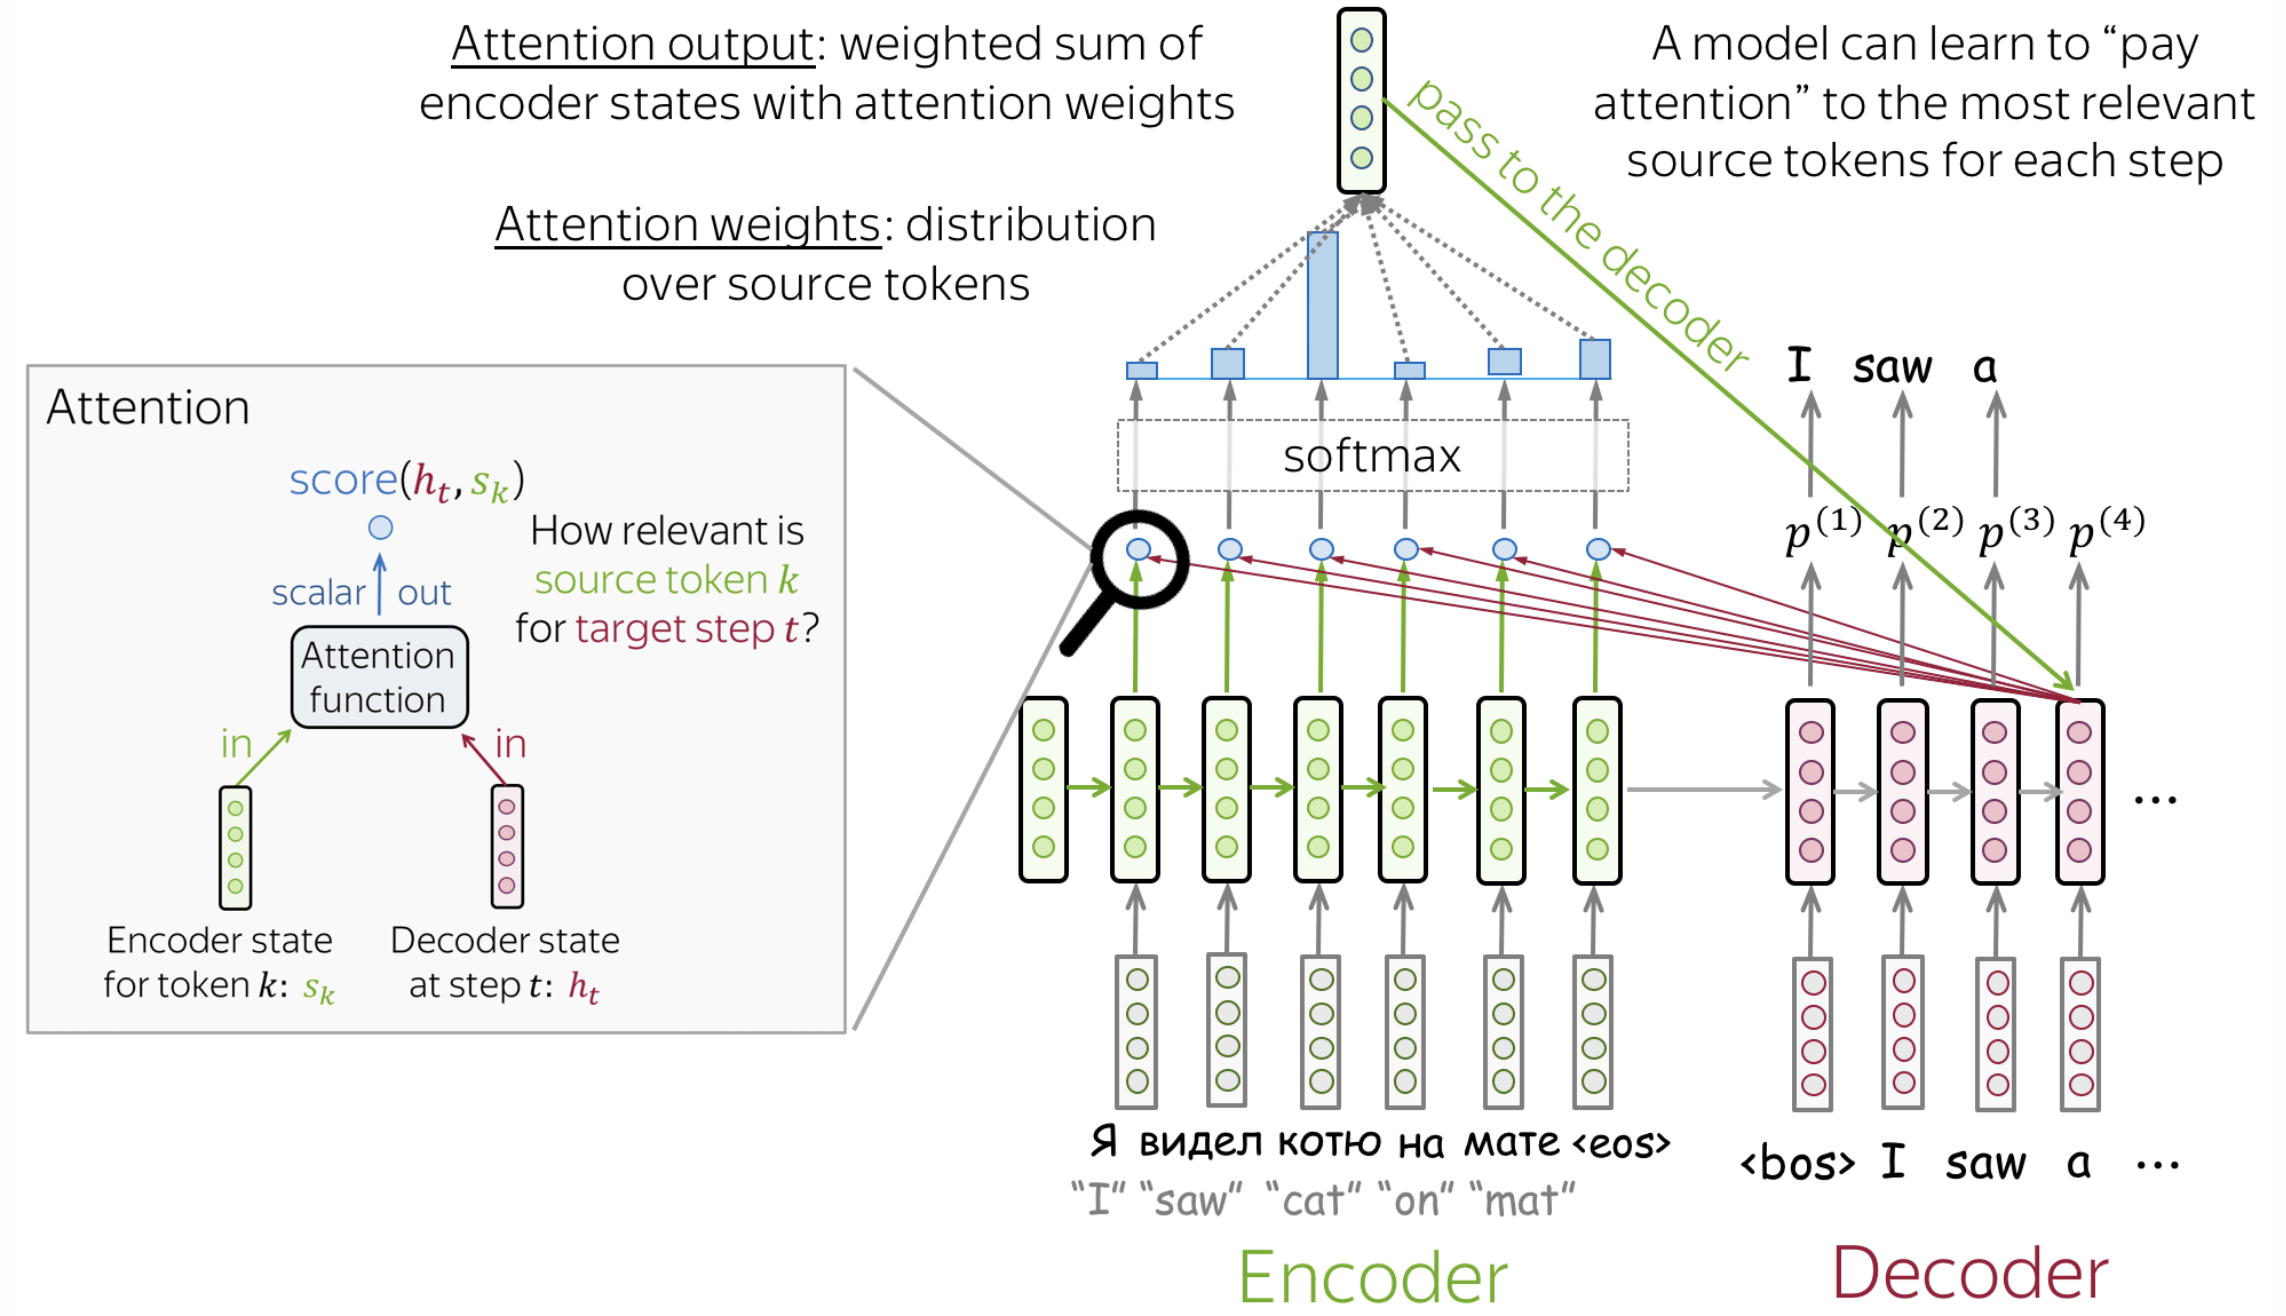 Attention output: weighted sum of
encoder states with attention weights
A model can learn to “pay
attention” to the most relevant
source tokens for each step
pass to the decoder
Attention weights: distribution
over source tokens
I saw a
Attention
softmax
score(hₜ, sₖ)
p⁽¹⁾ p⁽²⁾ p⁽³⁾ p⁽⁴⁾
How relevant is
source token k
for target step t?
scalar out
Attention
function
in in
...
Encoder state
for token k: sₖ
Decoder state
at step t: hₜ
Я видел котю на мате <eos>
“I” “saw” “cat” “on” “mat”
<bos> I saw a ...
Encoder
Decoder